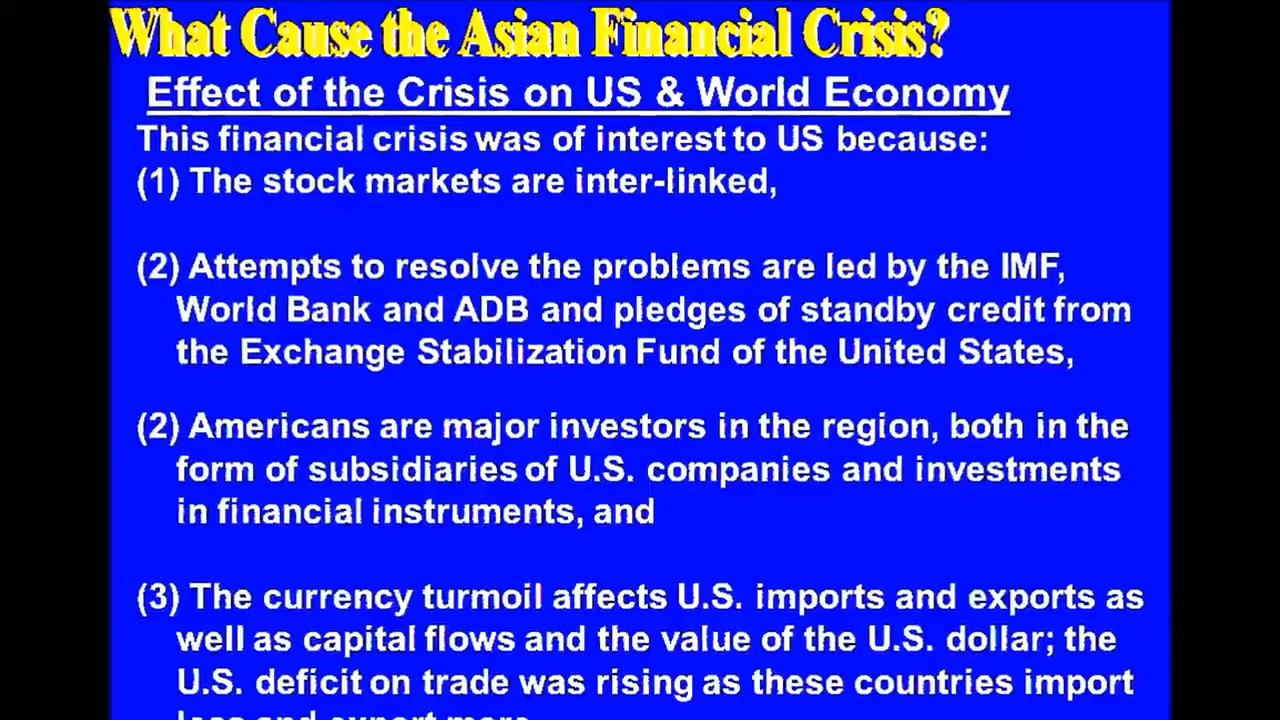 What Cause the Asian Financial Crisis?
Effect of the Crisis on US & World Economy
This financial crisis was of interest to US because:
(1) The stock markets are inter-linked,
(2) Attempts to resolve the problems are led by the IMF,
World Bank and ADB and pledges of standby credit from
the Exchange Stabilization Fund of the United States,
(2) Americans are major investors in the region, both in the
form of subsidiaries of U.S. companies and investments
in financial instruments, and
(3) The currency turmoil affects U.S. imports and exports as
well as capital flows and the value of the U.S. dollar; the
U.S. deficit on trade was rising as these countries import
less and export more